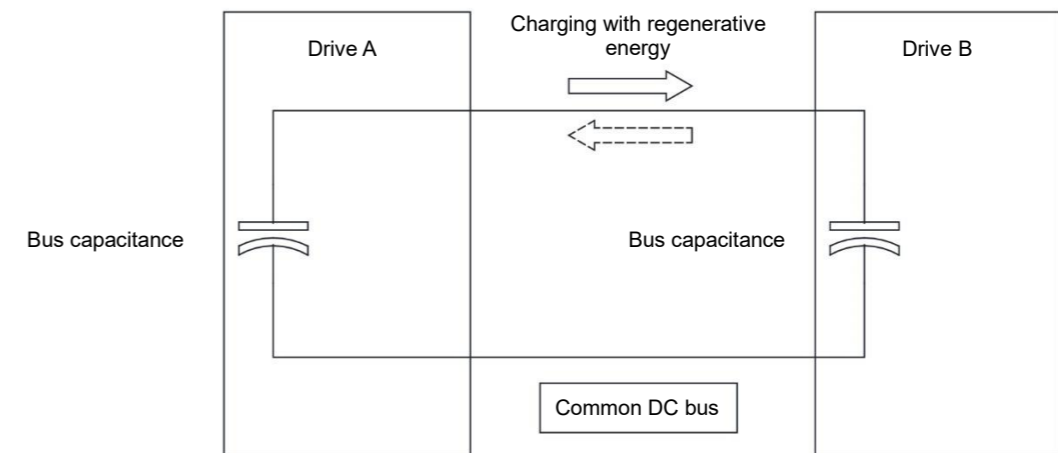 Charging with regenerative
energy
Drive A
Drive B
Bus capacitance
Bus capacitance
Common DC bus